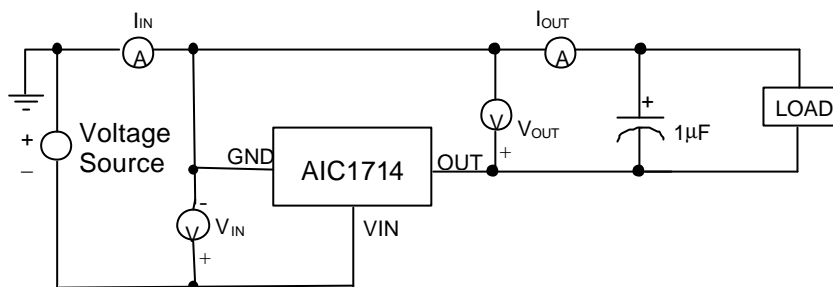 IIN
IOUT
A
A
+
−
Voltage
Source
GND
AIC1714
OUT
V
VOUT
+
+
1µF
LOAD
-
V
VIN
+
VIN